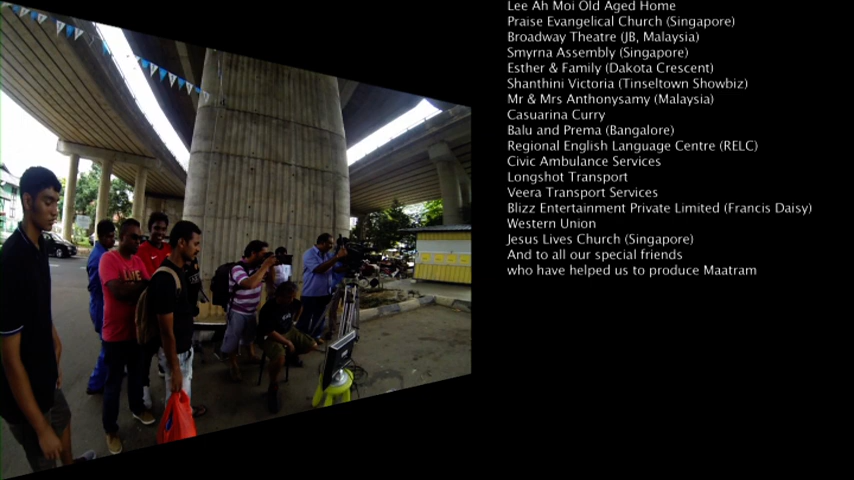 Lee Ah Moi Old Aged Home
Praise Evangelical Church (Singapore)
Broadway Theatre (JB, Malaysia)
Smyrna Assembly (Singapore)
Esther & Family (Dakota Crescent)
Shanthini Victoria (Tinseltown Showbiz)
Mr & Mrs Anthonysamy (Malaysia)
Casuarina Curry
Balu and Prema (Bangalore)
Regional English Language Centre (RELC)
Civic Ambulance Services
Longshot Transport
Veera Transport Services
Blizz Entertainment Private Limited (Francis Daisy)
Western Union
Jesus Lives Church (Singapore)
And to all our special friends
who have helped us to produce Maatram